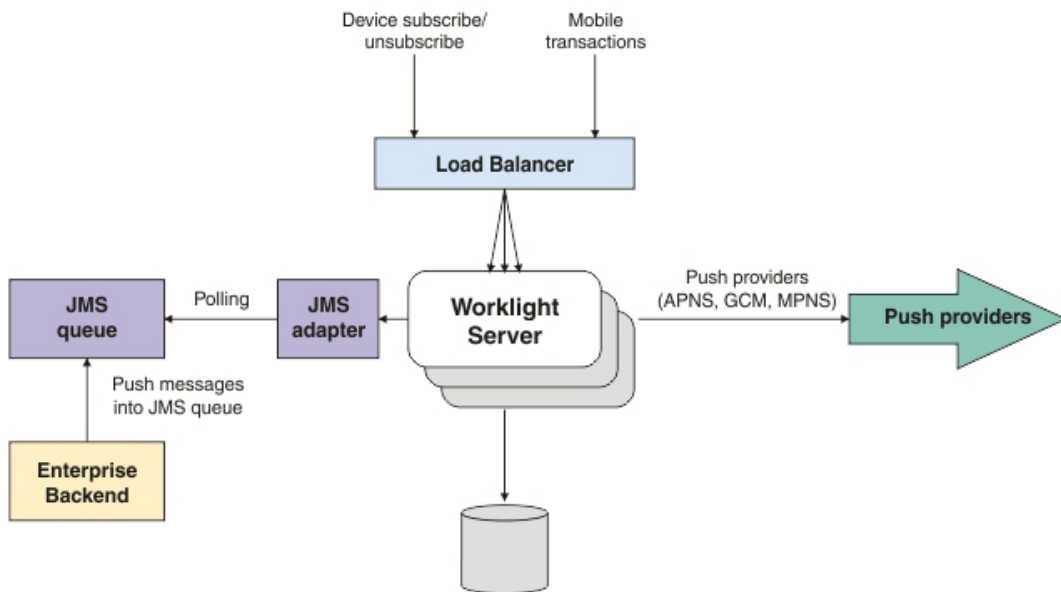 Device subscribe/
unsubscribe
Mobile
transactions
Load Balancer
JMS
queue
Polling
JMS
adapter
Worklight
Server
Push providers
(APNS, GCM, MPNS)
Push providers
Push messages
into JMS queue
Enterprise
Backend